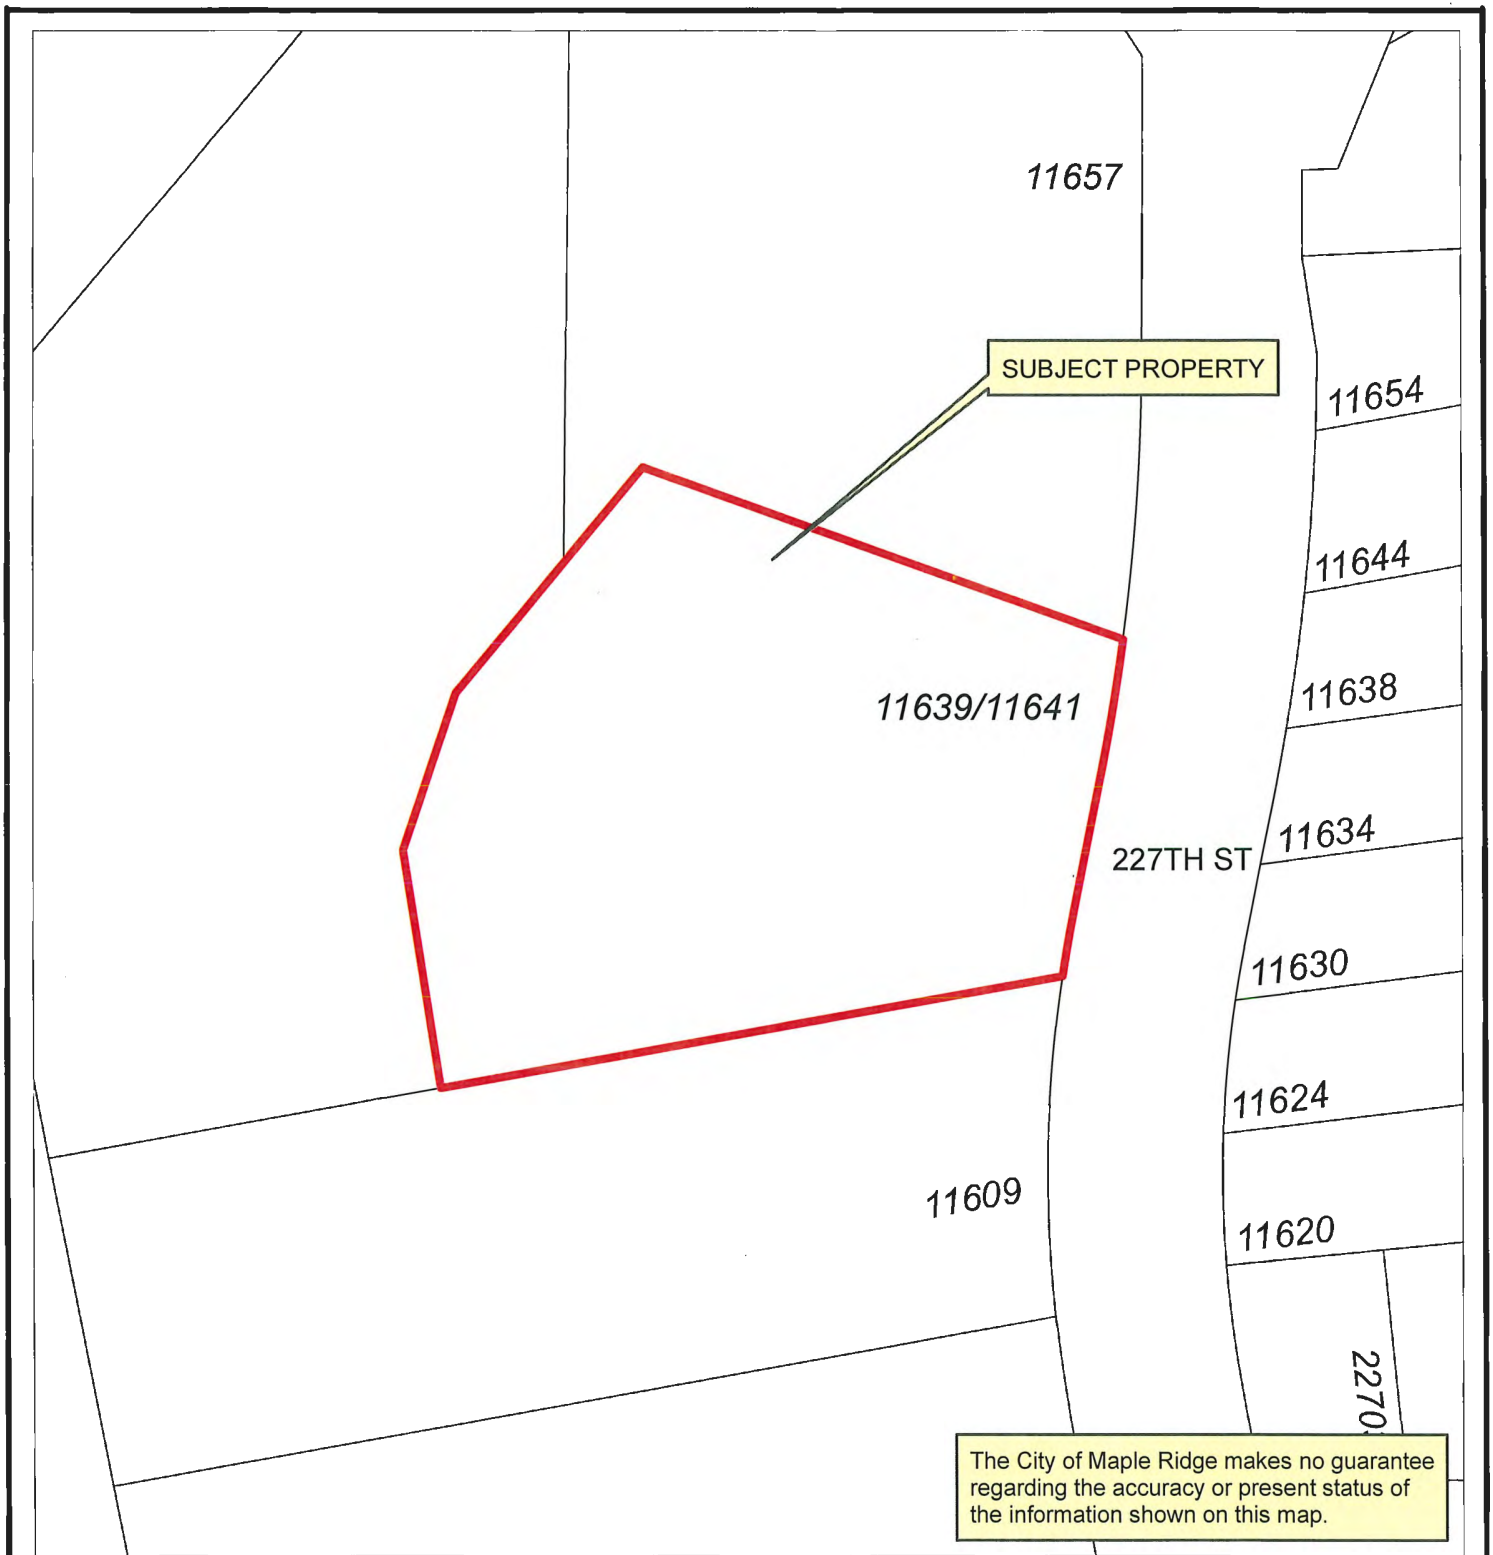 11657
SUBJECT PROPERTY
11654
11644
11638
11639/11641
11634
227TH ST
11630
11624
11609
11620
The City of Maple Ridge makes no guarantee
regarding the accuracy or present status of
the information shown on this map.